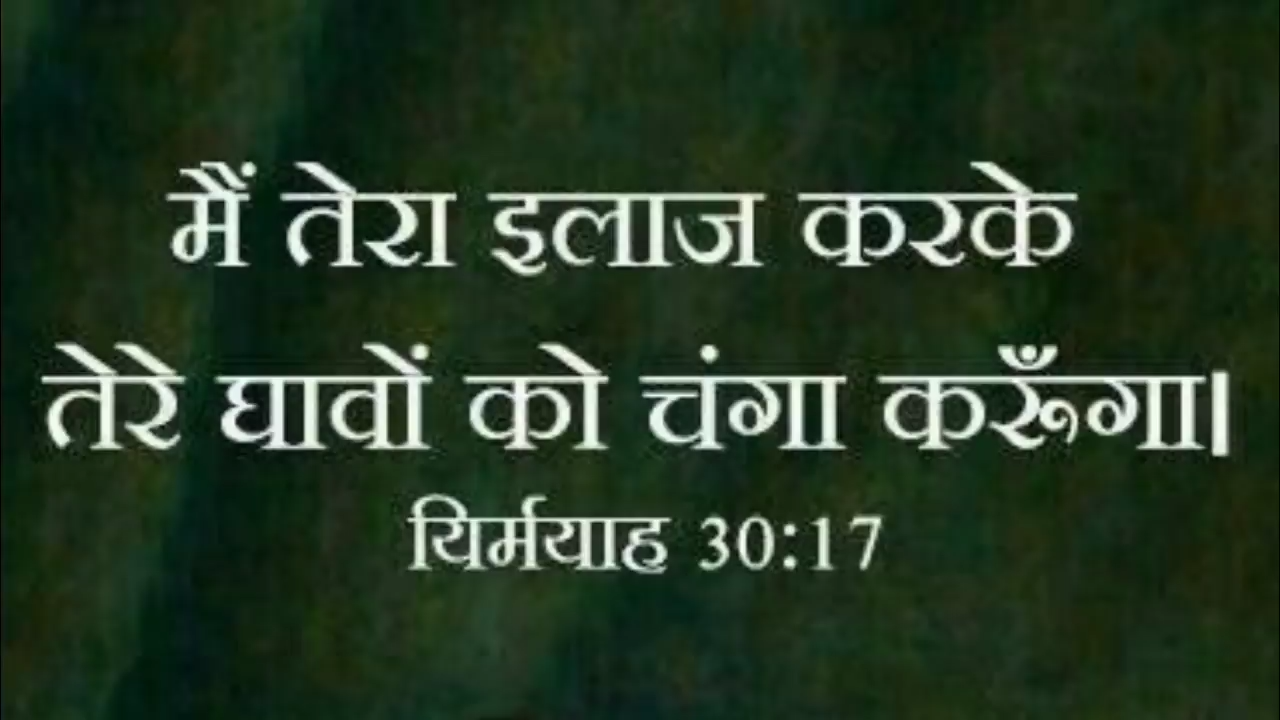 मैं तेरा इलाज करके
तेरे घावों को चंगा करूँगा।
यिर्मयाह 30:17